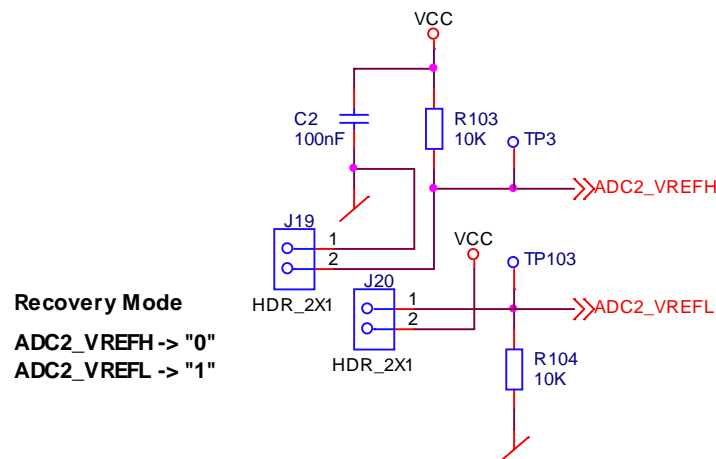 VCC
C2
100nF
R103
10K
TP3
ADC2_VREFH
J19
1
2
HDR_2X1
VCC
TP103
J20
1
2
ADC2_VREFL
HDR_2X1
R104
10K
Recovery Mode
ADC2_VREFH -> "0"
ADC2_VREFL -> "1"